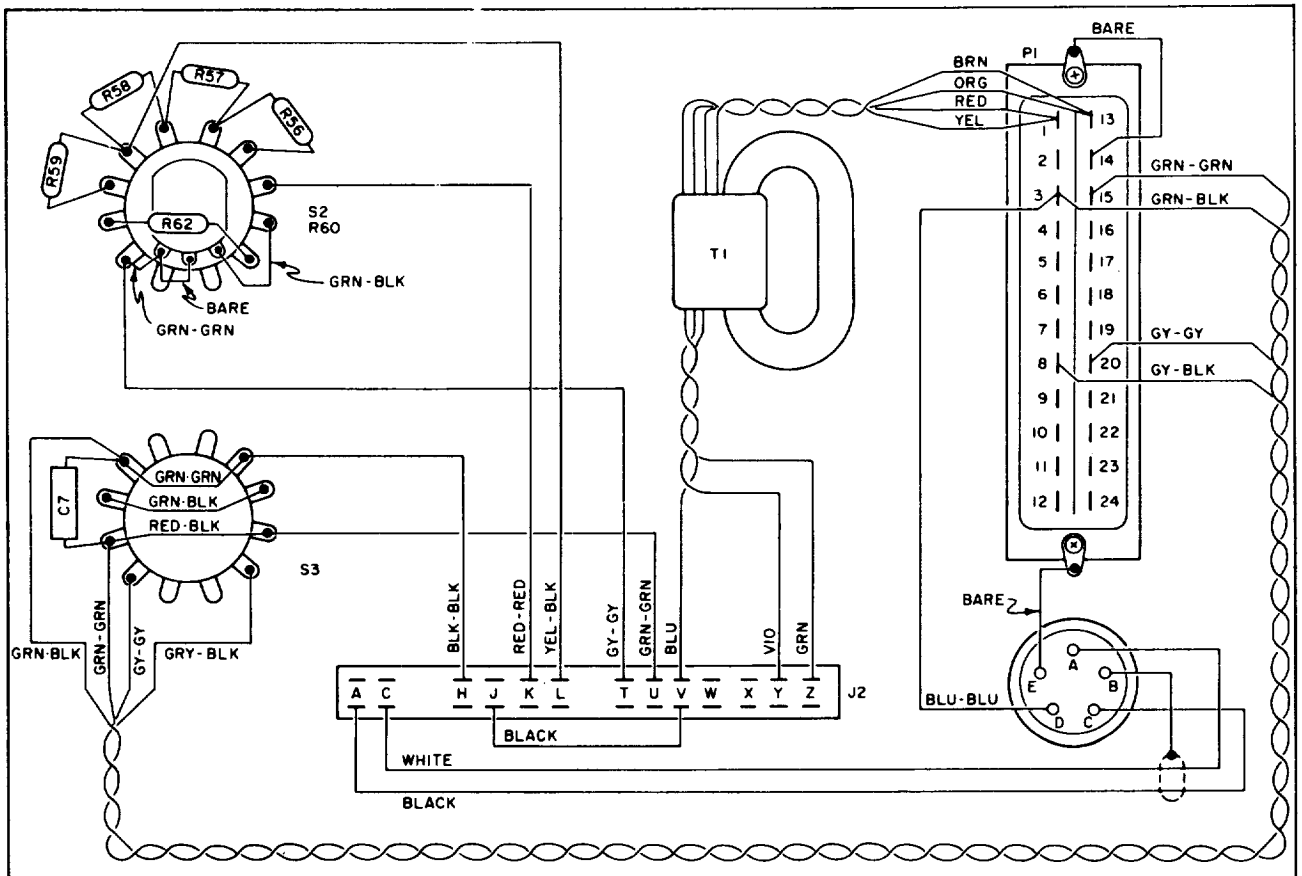 R58
R57
R56
R59
R62
S2
R60
GRN-BLK
BARE
GRN-GRN
T1
BRN
ORG
RED
YEL
P1
BARE
1
2
3
4
5
6
7
8
9
10
11
12
13
14
15
16
17
18
19
20
21
22
23
24
GRN-GRN
GRN-BLK
GY-GY
GY-BLK
C7
GRN-GRN
GRN-BLK
RED-BLK
S3
GRN-BLK
GRN-GRN
GY-GY
GRY-BLK
BLK-BLK
RED-RED
YEL-BLK
GY-GY
GRN-GRN
BLU
VIO
GRN
A C H J K L T U V W X Y Z
J2
BLACK
WHITE
BLACK
BARE
A
B
C
D
E
BLU-BLU